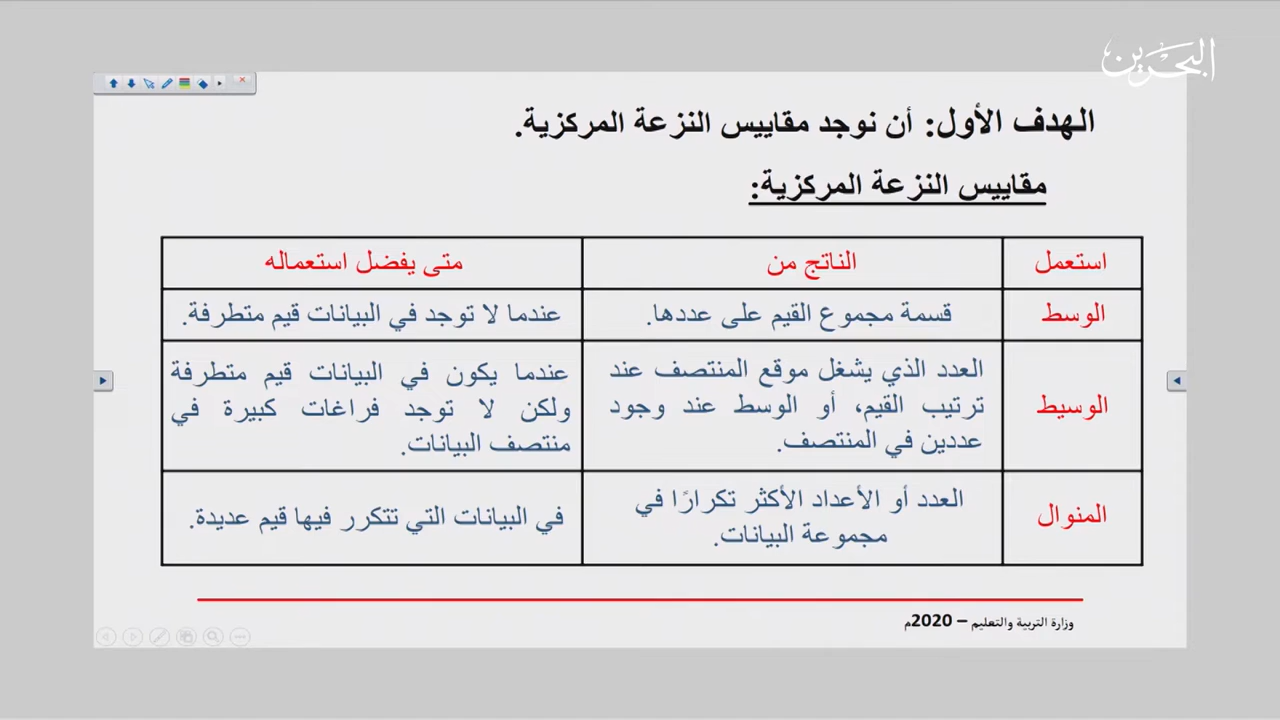 البحرين
الهدف الأول: أن نوجد مقاييس النزعة المركزية.
مقاييس النزعة المركزية:
استعمل
الناتج من
متى يفضل استعماله
الوسط
قسمة مجموع القيم على عددها.
عندما لا توجد في البيانات قيم متطرفة.
الوسيط
العدد الذي يشغل موقع المنتصف عند
ترتيب القيم، أو الوسط عند وجود
عددين في المنتصف.
عندما يكون في البيانات قيم متطرفة
ولكن لا توجد فراغات كبيرة في
منتصف البيانات.
المنوال
العدد أو الأعداد الأكثر تكرارًا في
مجموعة البيانات.
في البيانات التي تتكرر فيها قيم عديدة.
وزارة التربية والتعليم – 2020م